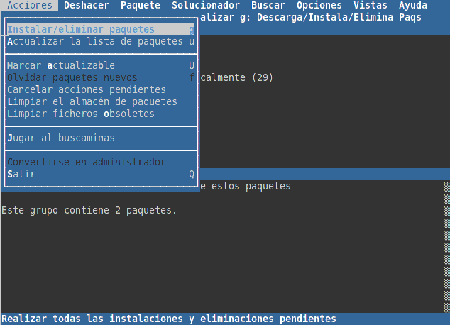 Acciones Deshacer Paquete Solucionador Buscar Opciones Vistas Ayuda
alizar g: Descarga/Instala/Elimina Paqs
Instalar/eliminar paquetes g
Actualizar la lista de paquetes u
Marcar actualizable U
Olvidar paquetes nuevos f
icalmente (29)
Cancelar acciones pendientes
Limpiar el almacén de paquetes
Limpiar ficheros obsoletos
Jugar al buscaminas
Convertirse en administrador
Salir Q
e estos paquetes
Este grupo contiene 2 paquetes.
Realizar todas las instalaciones y eliminaciones pendientes